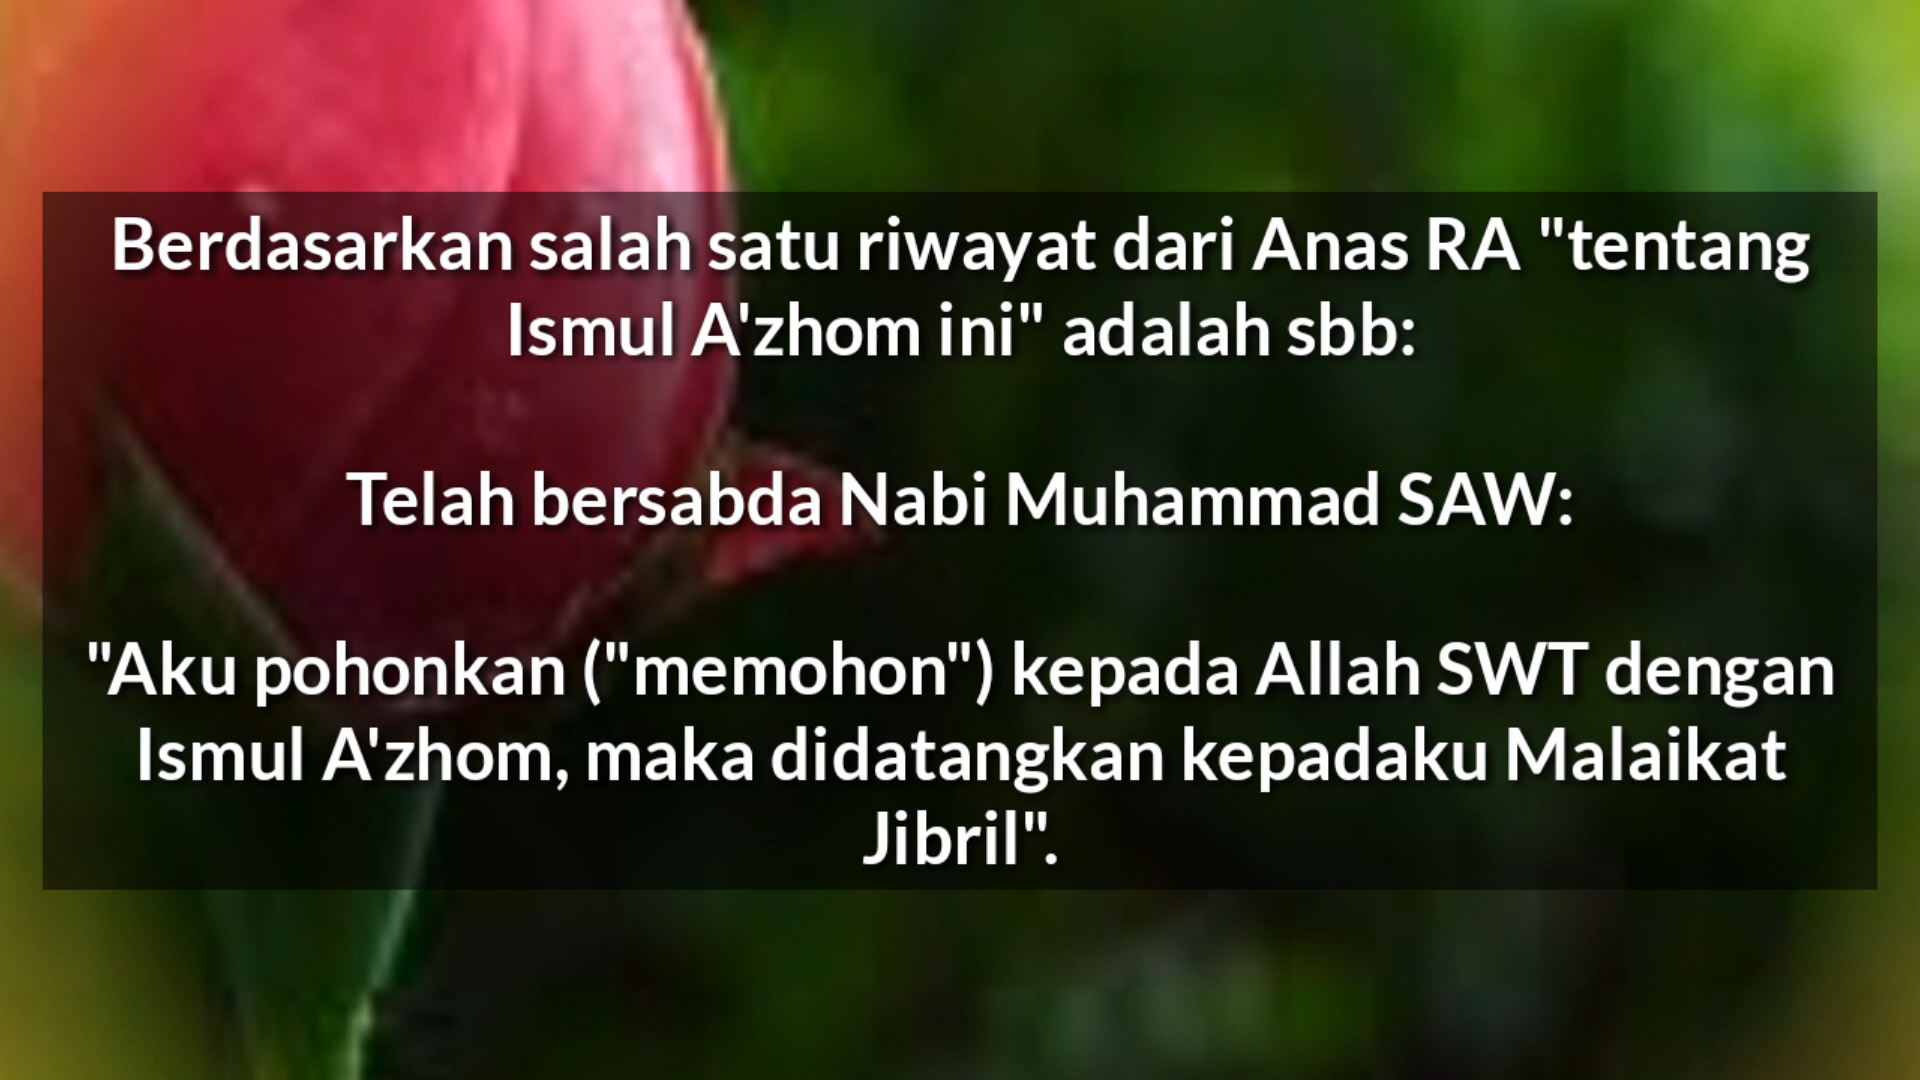 Berdasarkan salah satu riwayat dari Anas RA "tentang
Ismul A'zhom ini" adalah sbb:
Telah bersabda Nabi Muhammad SAW:
"Aku pohonkan ("memohon") kepada Allah SWT dengan
Ismul A'zhom, maka didatangkan kepadaku Malaikat
Jibril".